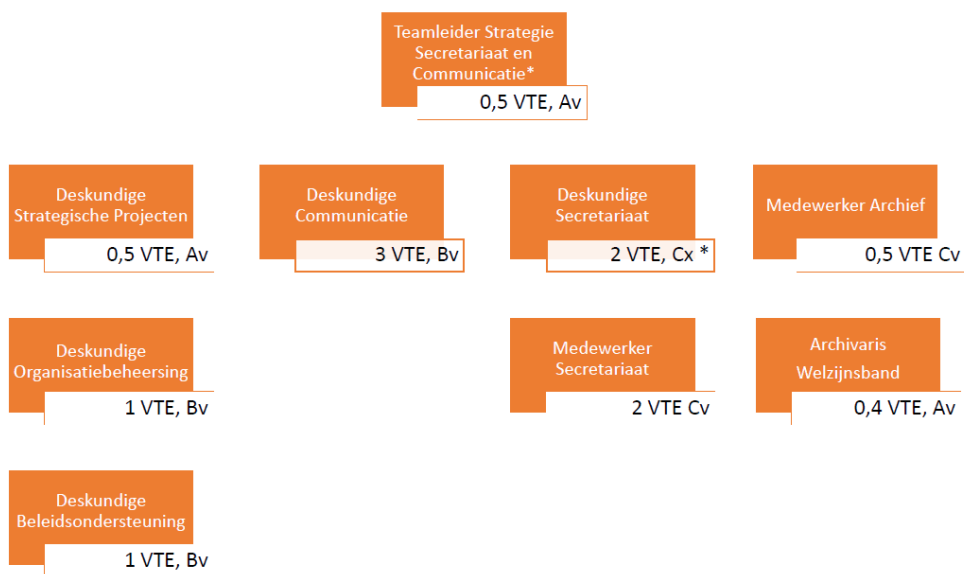 Teamleider Strategie
Secretariaat en
Communicatie*
0,5 VTE, Av
Deskundige
Strategische Projecten
0,5 VTE, Av
Deskundige
Communicatie
3 VTE, Bv
Deskundige
Secretariaat
2 VTE, Cx *
Medewerker Archief
0,5 VTE Cv
Deskundige
Organisatiebeheersing
1 VTE, Bv
Medewerker
Secretariaat
2 VTE Cv
Archivaris
Welzijnsband
0,4 VTE, Av
Deskundige
Beleidsondersteuning
1 VTE, Bv